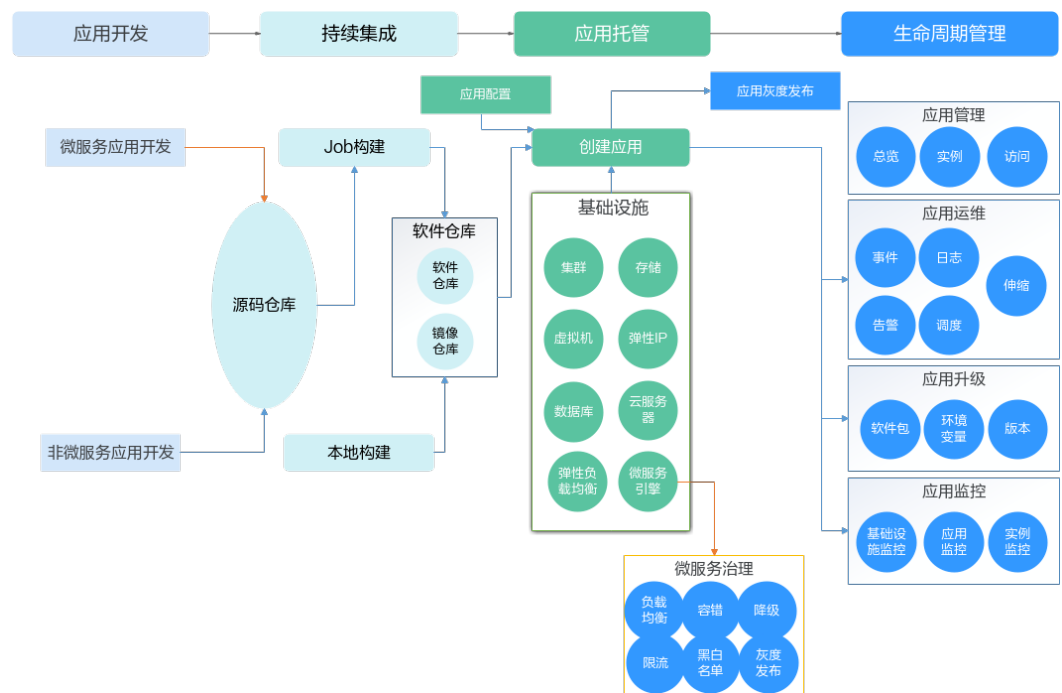 应用开发
持续集成
应用托管
生命周期管理
应用配置
应用灰度发布
微服务应用开发
Job构建
创建应用
源码仓库
软件仓库
软件
仓库
镜像
仓库
非微服务应用开发
本地构建
基础设施
集群
存储
虚拟机
弹性IP
数据库
云服务
器
弹性负
载均衡
微服务
引擎
微服务治理
负载
均衡
容错
降级
限流
黑白
名单
灰度
发布
应用管理
总览
实例
访问
应用运维
事件
日志
伸缩
告警
调度
应用升级
软件包
环境
变量
版本
应用监控
基础设
施监控
应用
监控
实例
监控